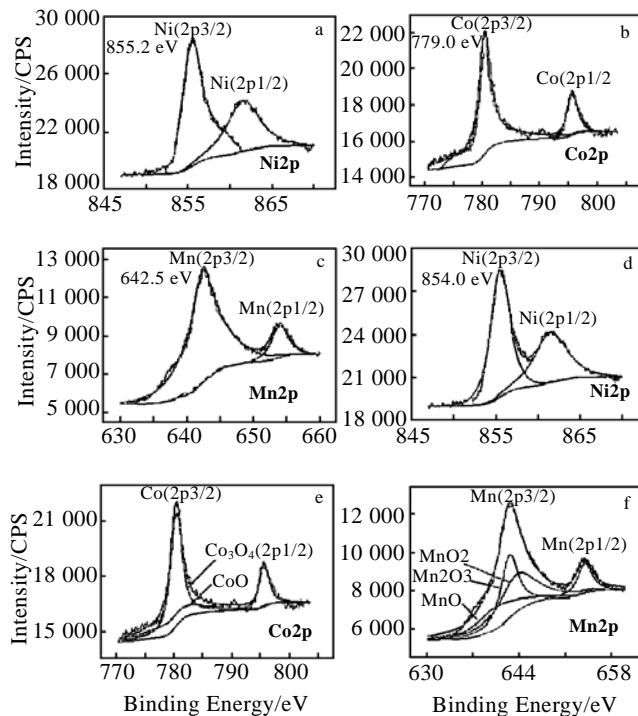 Intensity/CPS
30 000
26 000
22 000
18 000
Ni(2p3/2)
855.2 eV
Ni(2p1/2)
a
Ni2p
845
855
865
22 000
20 000
18 000
16 000
14 000
Co(2p3/2)
779.0 eV
Co(2p1/2
b
Co2p
770
780
790
800
Intensity/CPS
13 000
11 000
9 000
7 000
5 000
c
Mn(2p3/2)
642.5 eV
Mn(2p1/2)
Mn2p
630
640
650
660
30 000
27 000
24 000
21 000
18 000
Ni(2p3/2)
854.0 eV
Ni(2p1/2)
d
Ni2p
845
855
865
Intensity/CPS
21 000
18 000
15 000
Co(2p3/2)
e
Co₃O₄(2p1/2)
CoO
Co2p
770
780
790
800
Binding Energy/eV
12 000
10 000
8 000
6 000
Mn(2p3/2)
f
MnO2
Mn2O3
MnO
Mn(2p1/2)
Mn2p
630
644
658
Binding Energy/eV